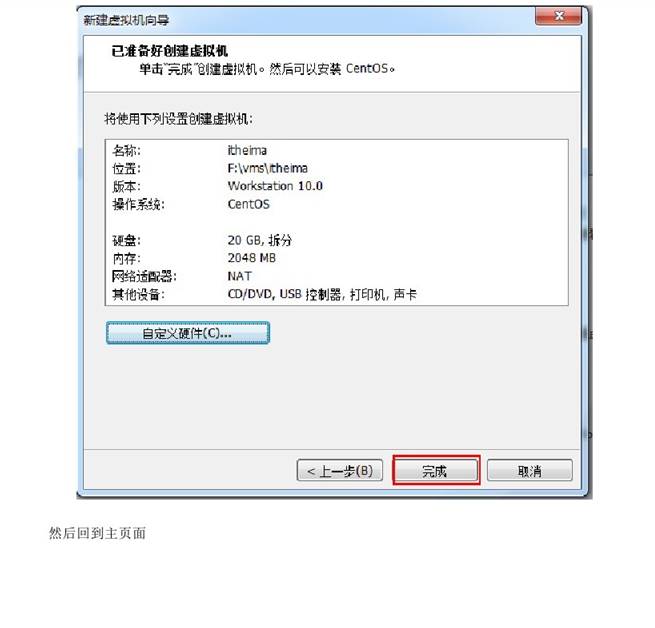 新建虚拟机向导
已准备好创建虚拟机
单击"完成"创建虚拟机。然后可以安装 CentOS。
将使用下列设置创建虚拟机:
名称: itheima
位置: F:\vms\itheima
版本: Workstation 10.0
操作系统: CentOS
硬盘: 20 GB, 拆分
内存: 2048 MB
网络适配器: NAT
其他设备: CD/DVD, USB 控制器, 打印机, 声卡
自定义硬件(C)...
< 上一步(B) 完成 取消
然后回到主页面